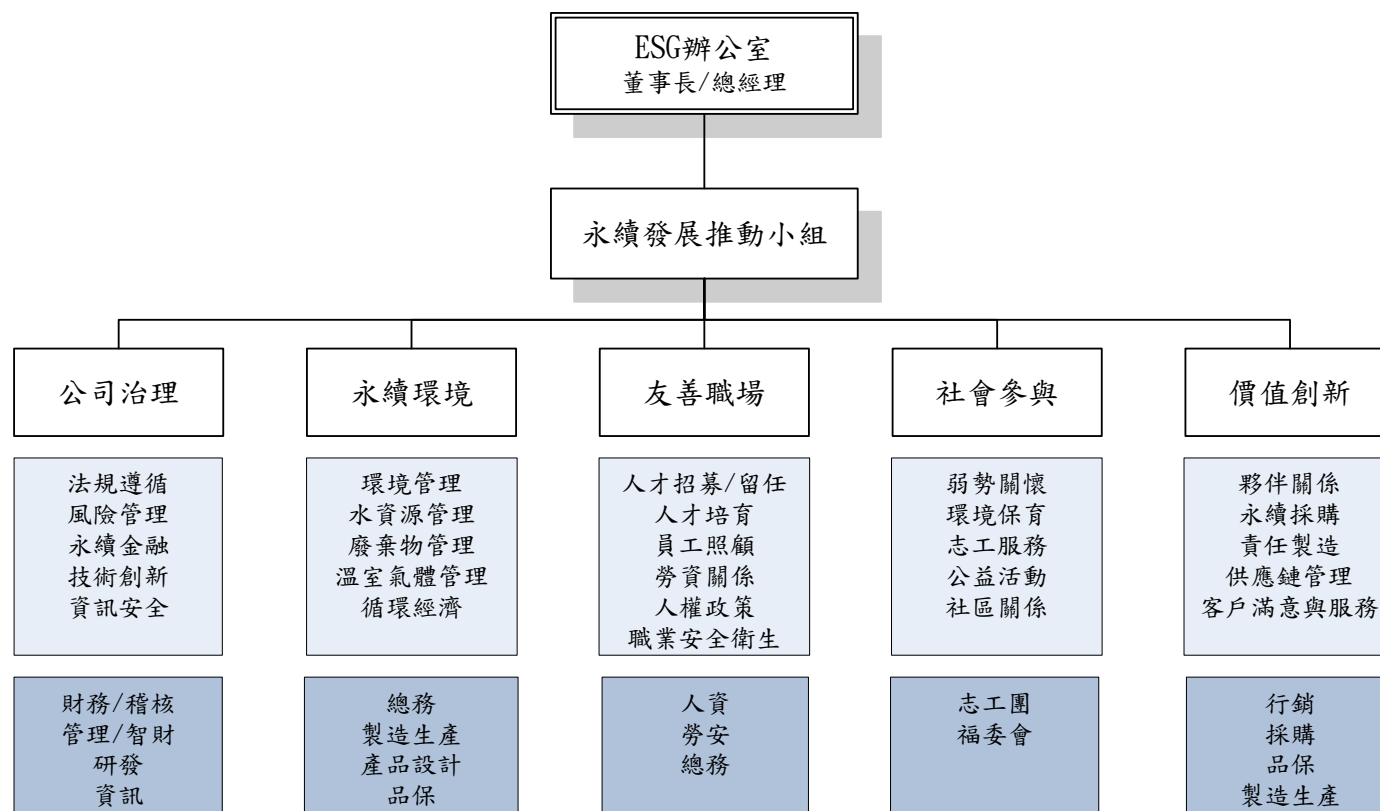 ESG辦公室
董事長/總經理
永續發展推動小組
公司治理
永續環境
友善職場
社會參與
價值創新
法規遵循
風險管理
永續金融
技術創新
資訊安全
環境管理
水資源管理
廢棄物管理
溫室氣體管理
循環經濟
人才招募/留任
人才培育
員工照顧
勞資關係
人權政策
職業安全衛生
弱勢關懷
環境保育
志工服務
公益活動
社區關係
夥伴關係
永續採購
責任製造
供應鏈管理
客戶滿意與服務
財務/稽核
管理/智財
研發
資訊
總務
製造生產
產品設計
品保
人資
勞安
總務
志工團
福委會
行銷
採購
品保
製造生產